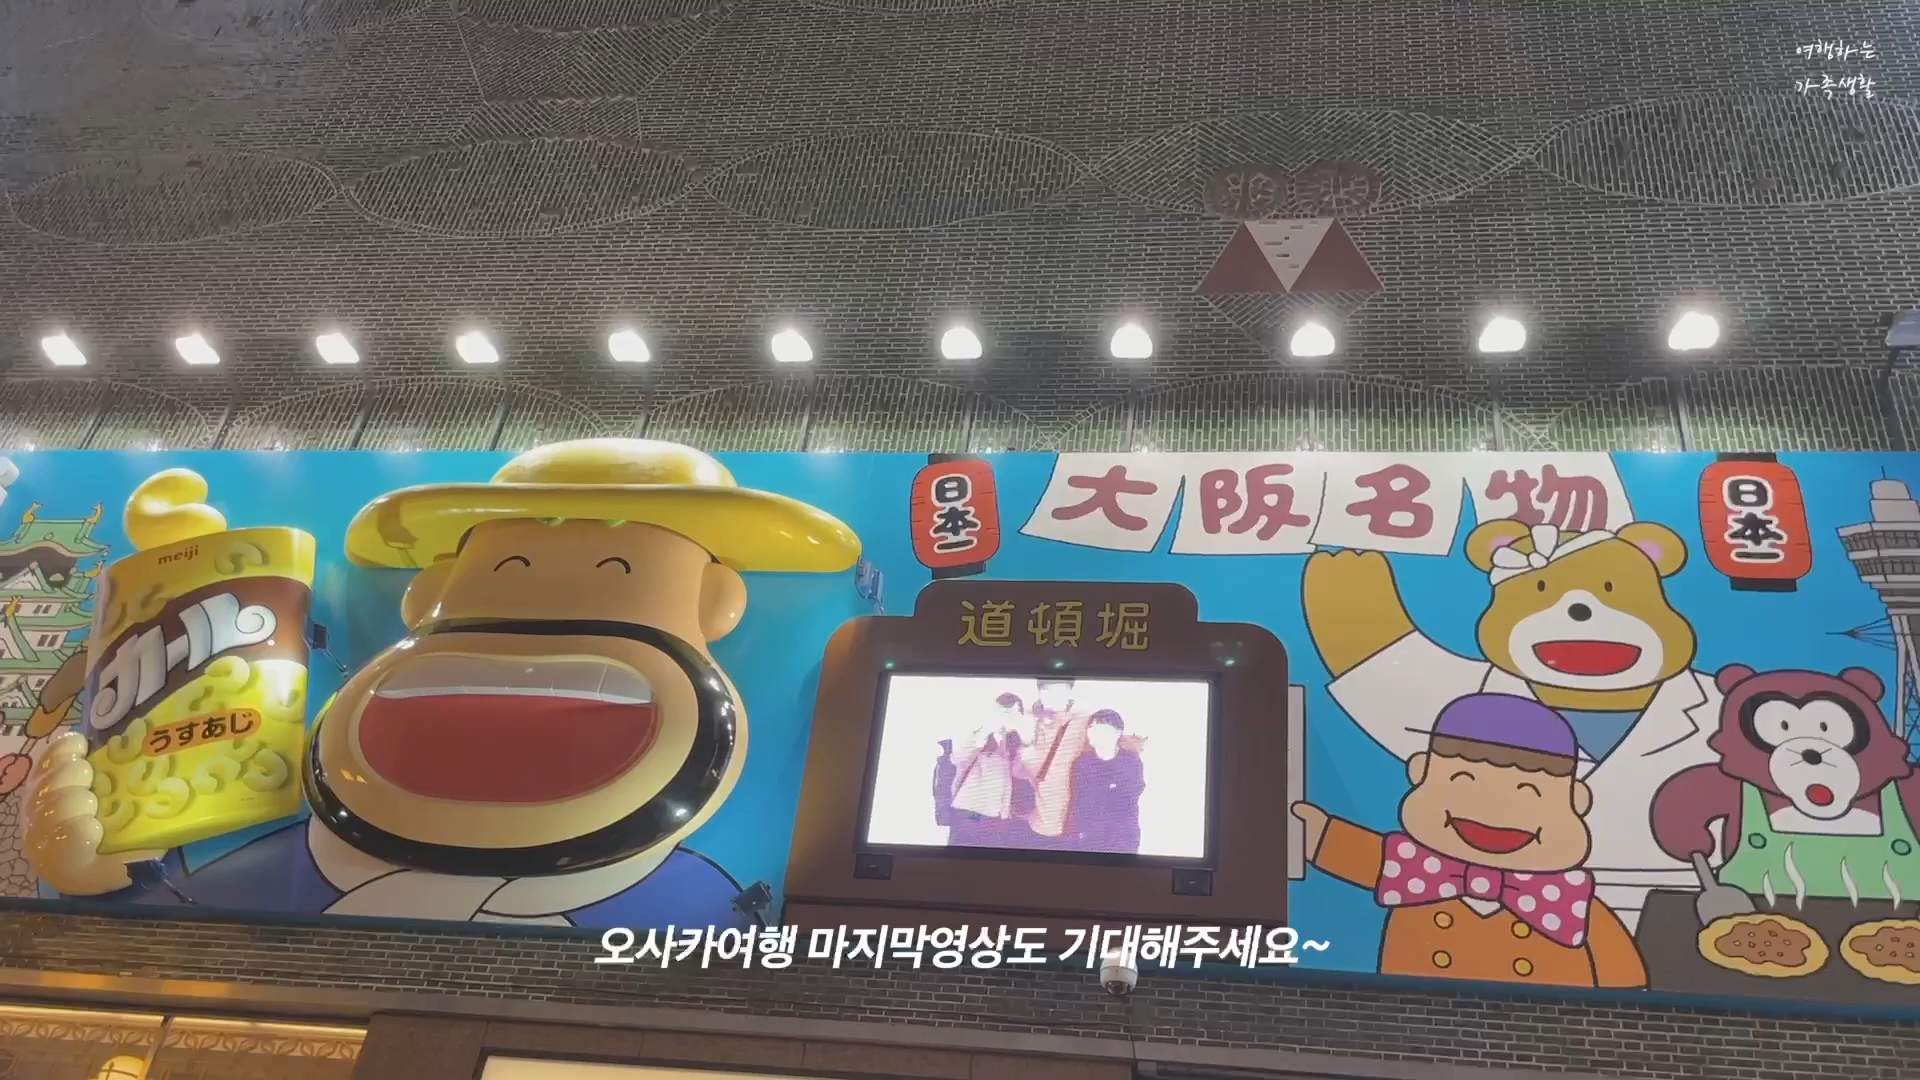 여행하는
가족생활
日本一
大阪名物
日本一
meiji
カール
うすあじ
道頓堀
오사카여행 마지막영상도 기대해주세요~